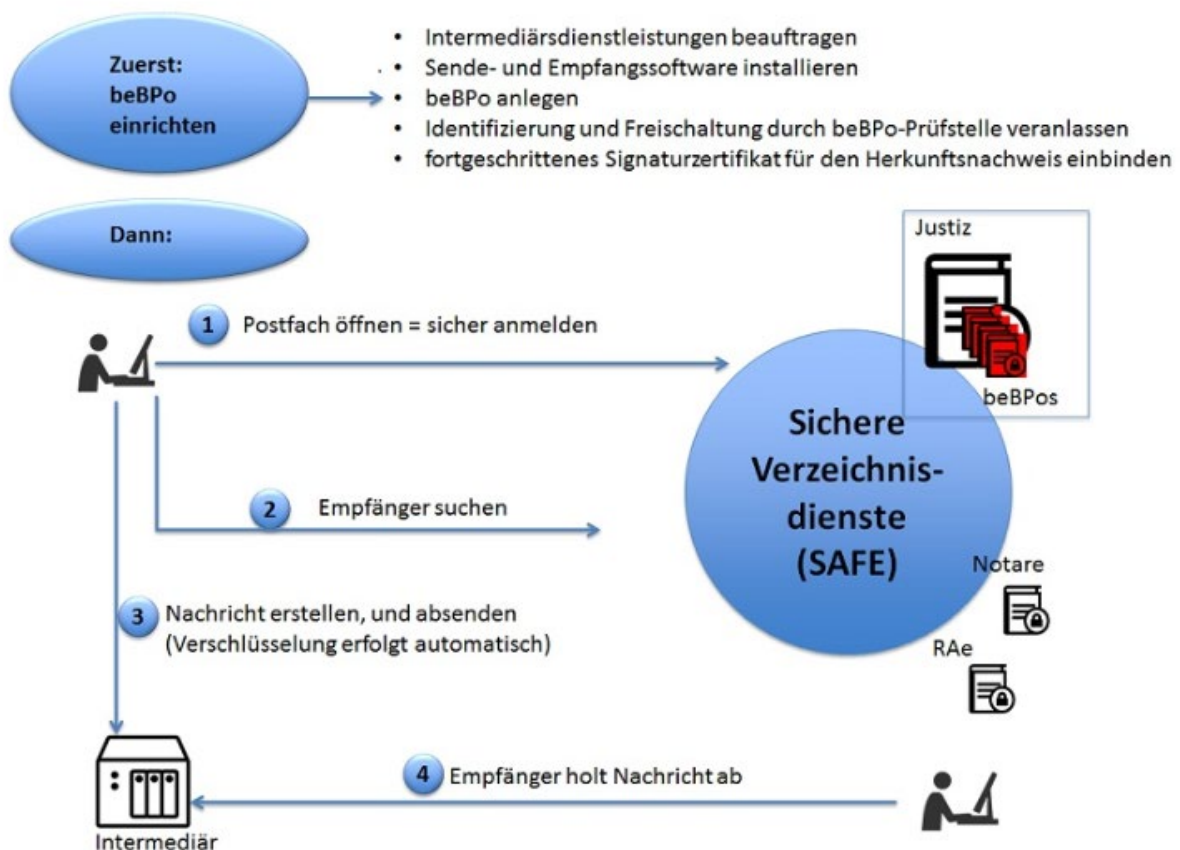 Zuerst:
beBPo
einrichten
• Intermediärsdienstleistungen beauftragen
• Sende- und Empfangssoftware installieren
• beBPo anlegen
• Identifizierung und Freischaltung durch beBPo-Prüfstelle veranlassen
• fortgeschrittenes Signaturzertifikat für den Herkunftsnachweis einbinden
Dann:
Justiz
beBPos
1 Postfach öffnen = sicher anmelden
Sichere
Verzeichnis-
dienste
(SAFE)
2 Empfänger suchen
Notare
RAe
3 Nachricht erstellen, und absenden
(Verschlüsselung erfolgt automatisch)
4 Empfänger holt Nachricht ab
Intermediär